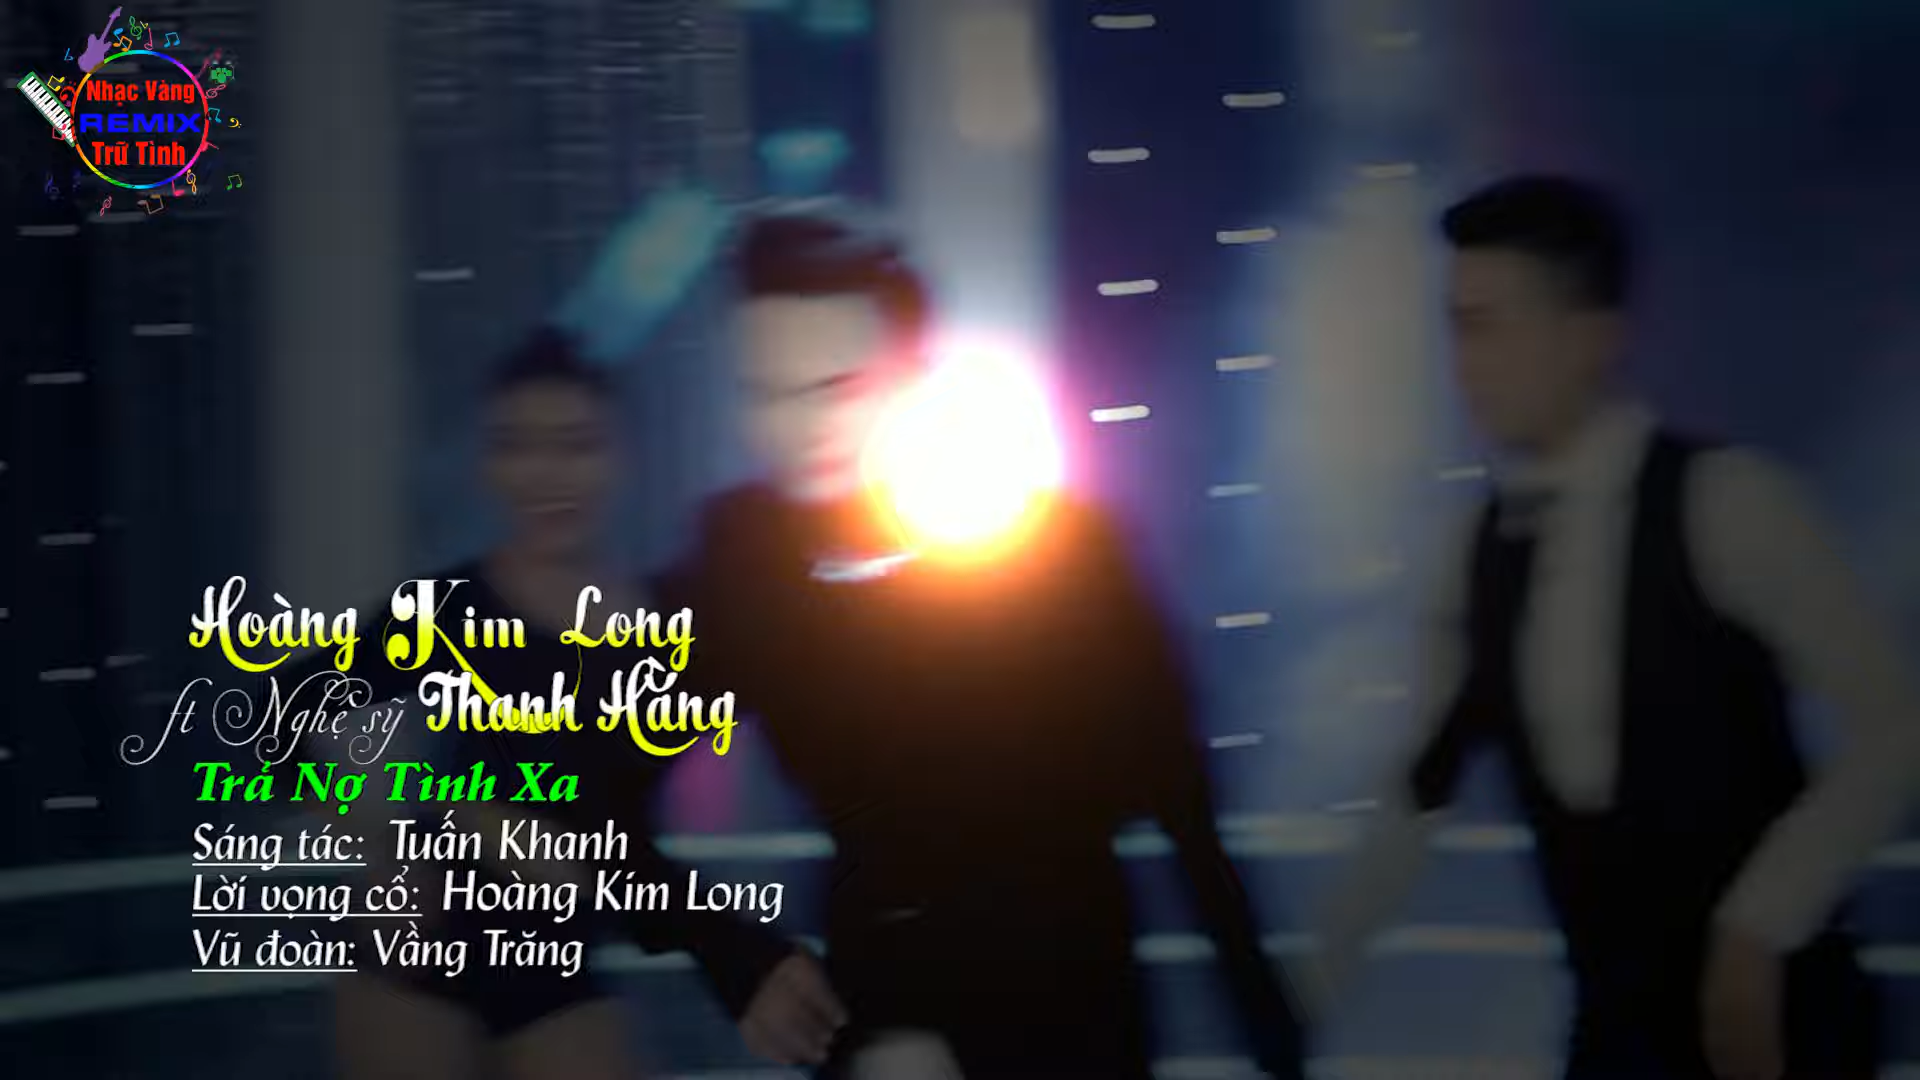 Nhạc Vàng
REMIX
Trữ Tình
Hoàng Kim Long
ft Nghệ sỹ Thanh Hằng
Trả Nợ Tình Xa
Sáng tác: Tuấn Khanh
Lời vọng cổ: Hoàng Kim Long
Vũ đoàn: Vầng Trăng